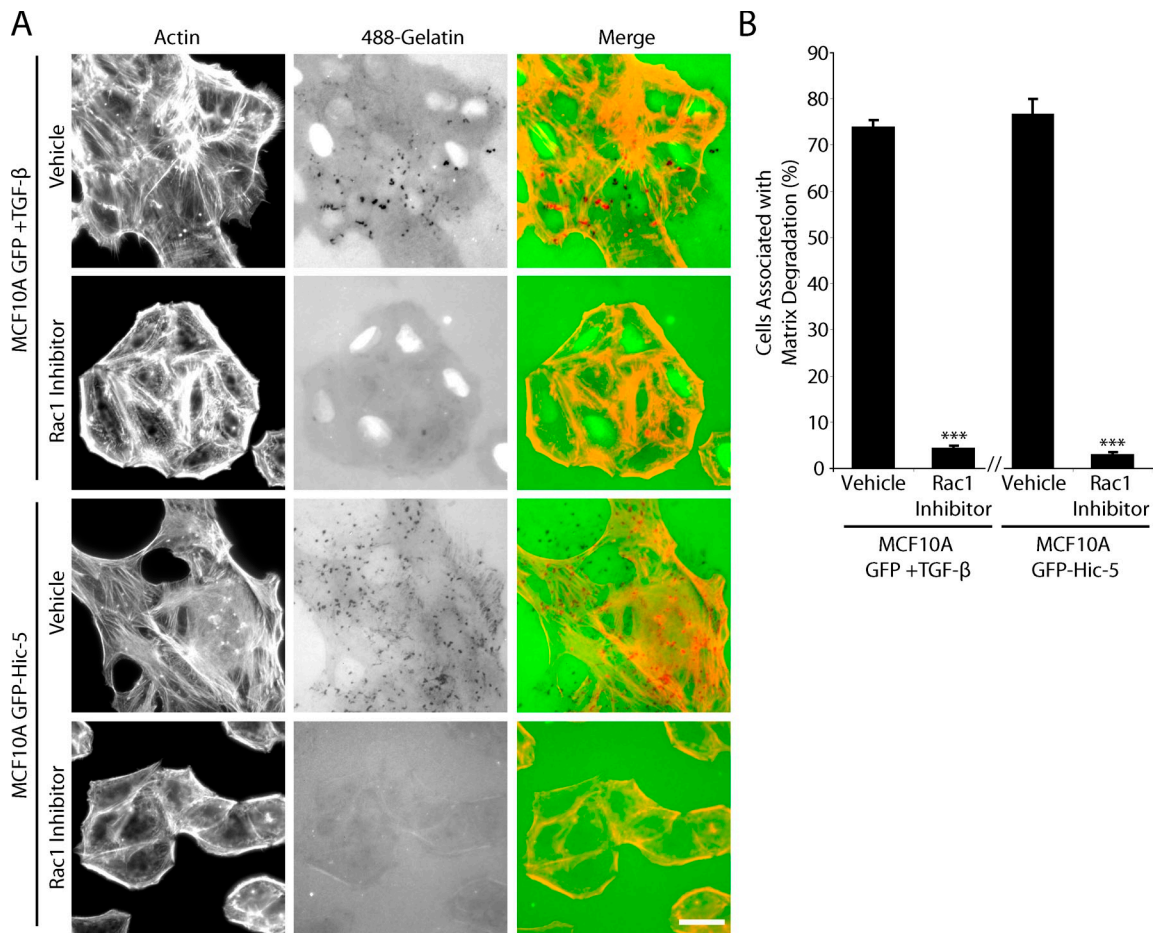 A
Actin
488-Gelatin
Merge
MCF10A GFP +TGF-β
Vehicle
Rac1 Inhibitor
MCF10A GFP-Hic-5
Vehicle
Rac1 Inhibitor
B
Cells Associated with
Matrix Degradation (%)
90
80
70
60
50
40
30
20
10
0
***
***
//
Vehicle
Rac1
Inhibitor
Vehicle
Rac1
Inhibitor
MCF10A
GFP +TGF-β
MCF10A
GFP-Hic-5